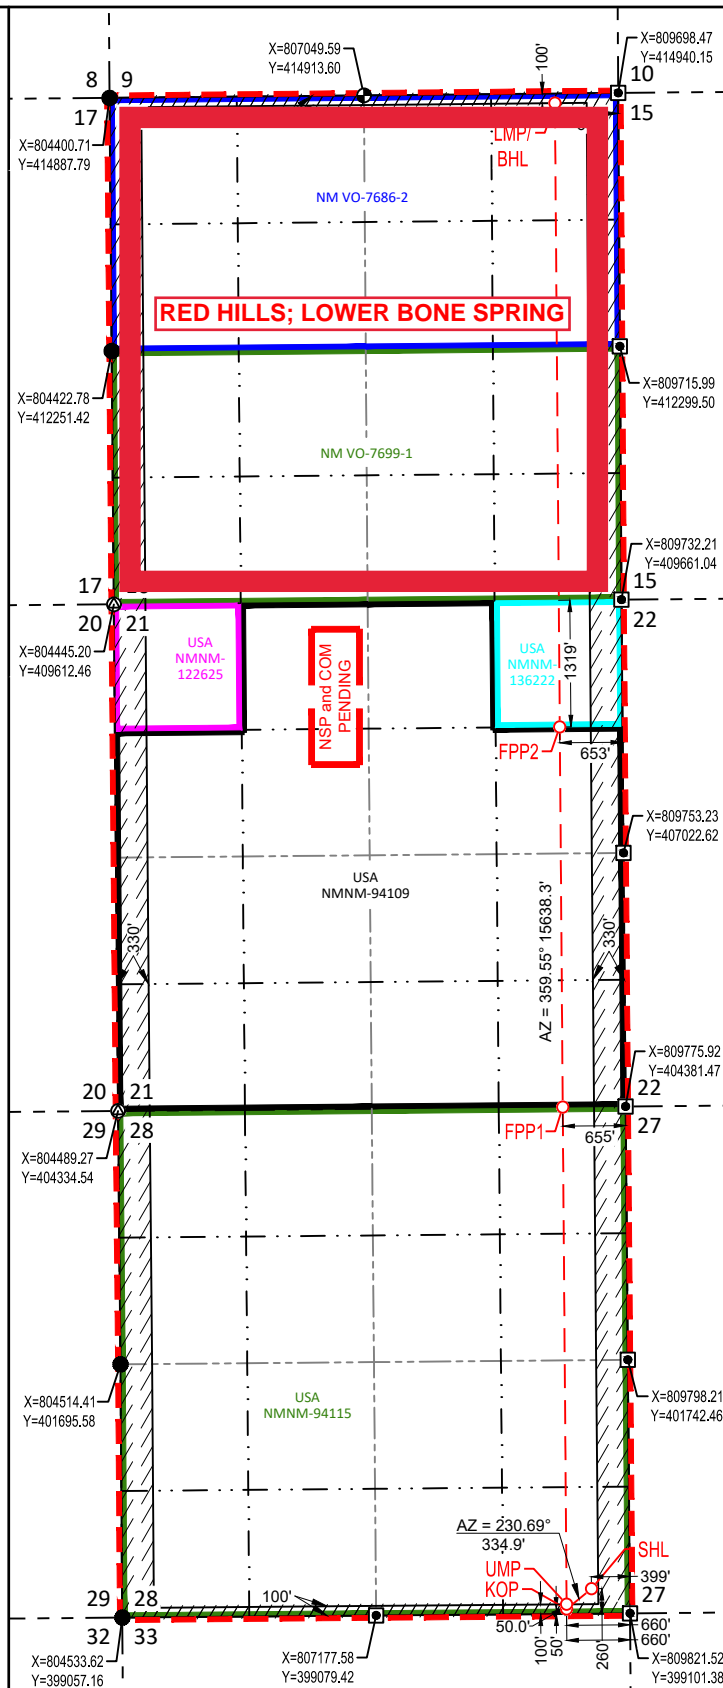 X=807049.59
Y=414913.60
X=809698.47
Y=414940.15
100'
8 9
17
10
15
X=804400.71
Y=414887.79
LMP/
BHL
NM VO-7686-2
RED HILLS; LOWER BONE SPRING
X=804422.78
Y=412251.42
X=809715.99
Y=412299.50
NM VO-7699-1
X=809732.21
Y=409661.04
17
20 21
15
22
X=804445.20
Y=409612.46
USA
NMNM-
122625
NSP and COM
PENDING
USA
NMNM-
136222
1319'
FPP2
653'
X=809753.23
Y=407022.62
USA
NMNM-94109
330'
330'
AZ = 359.55° 15638.3'
X=809775.92
Y=404381.47
20 21
29 28
22
27
FPP1
655'
X=804489.27
Y=404334.54
X=804514.41
Y=401695.58
X=809798.21
Y=401742.46
USA
NMNM-94115
AZ = 230.69°
334.9'
SHL
UMP
KOP
399'
29 28
32 33
27
100'
50.0'
100'
50'
260'
660'
660'
X=804533.62
Y=399057.16
X=807177.58
Y=399079.42
X=809821.52
Y=399101.38